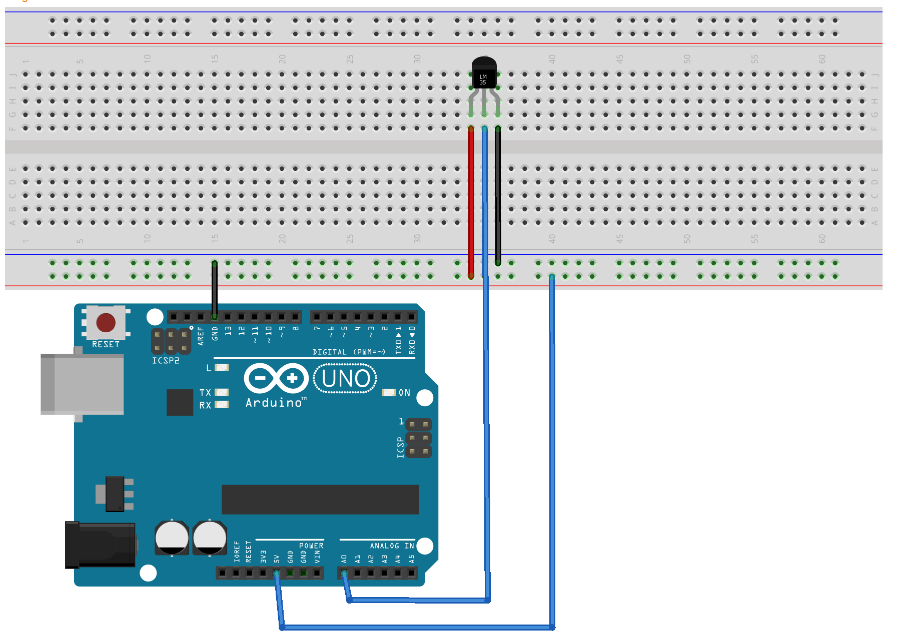 1 5 10 15 20 25 30 40 45 50 55 60
J J
I I
H H
G G
F F
LM
35
E E
D D
C C
B B
A A
1 5 10 15 20 25 30 40 45 50 55 60
RESET
ICSP2
AREF
GND
13
12
~11
~10
~9
8
7
~6
~5
4
~3
2
TX▶1
RX◀0
DIGITAL (PWM=~)
L
TX
RX
UNO
Arduino™
ON
1
ICSP
POWER
ANALOG IN
IOREF
RESET
3V3
5V
GND
GND
VIN
A0
A1
A2
A3
A4
A5